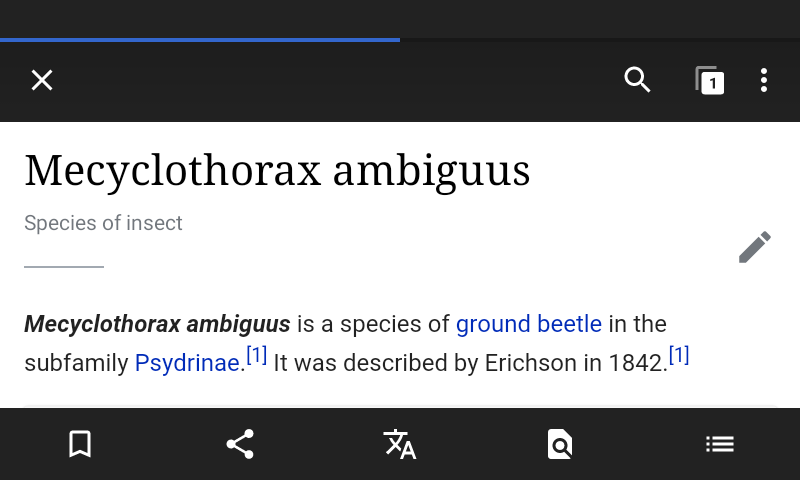 1
Mecyclothorax ambiguus
Species of insect
Mecyclothorax ambiguus is a species of ground beetle in the
subfamily Psydrinae.[1] It was described by Erichson in 1842.[1]